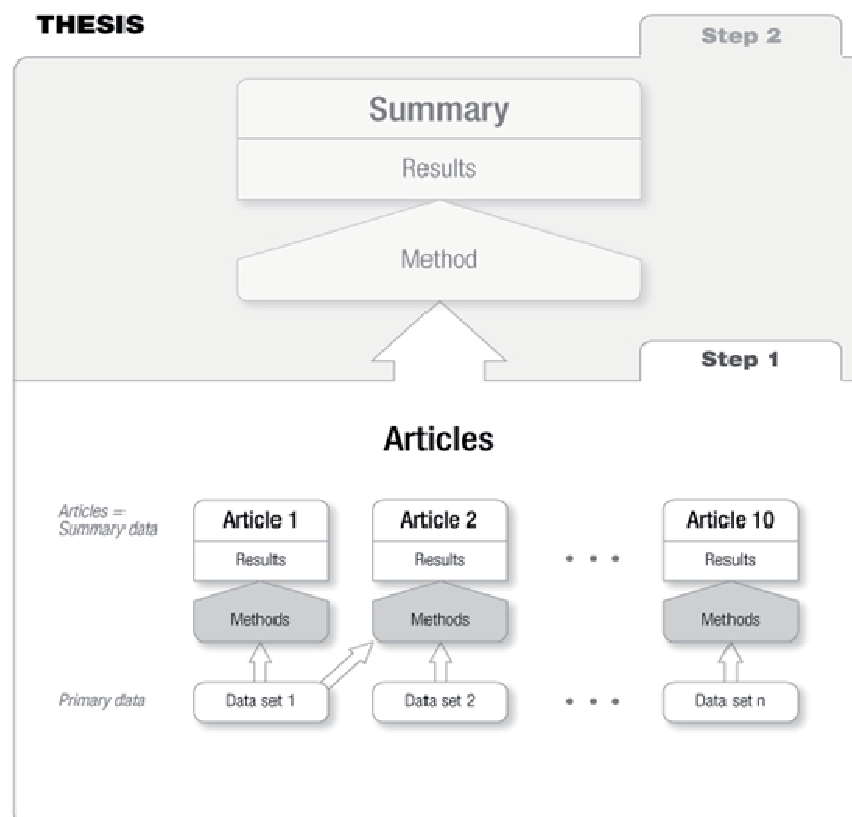 THESIS
Step 2
Summary
Results
Method
Step 1
Articles
Articles =
Summary data
Article 1
Article 2
Article 10
Results
Results
• • •
Results
Methods
Methods
Methods
Primary data
Data set 1
Data set 2
• • •
Data set n